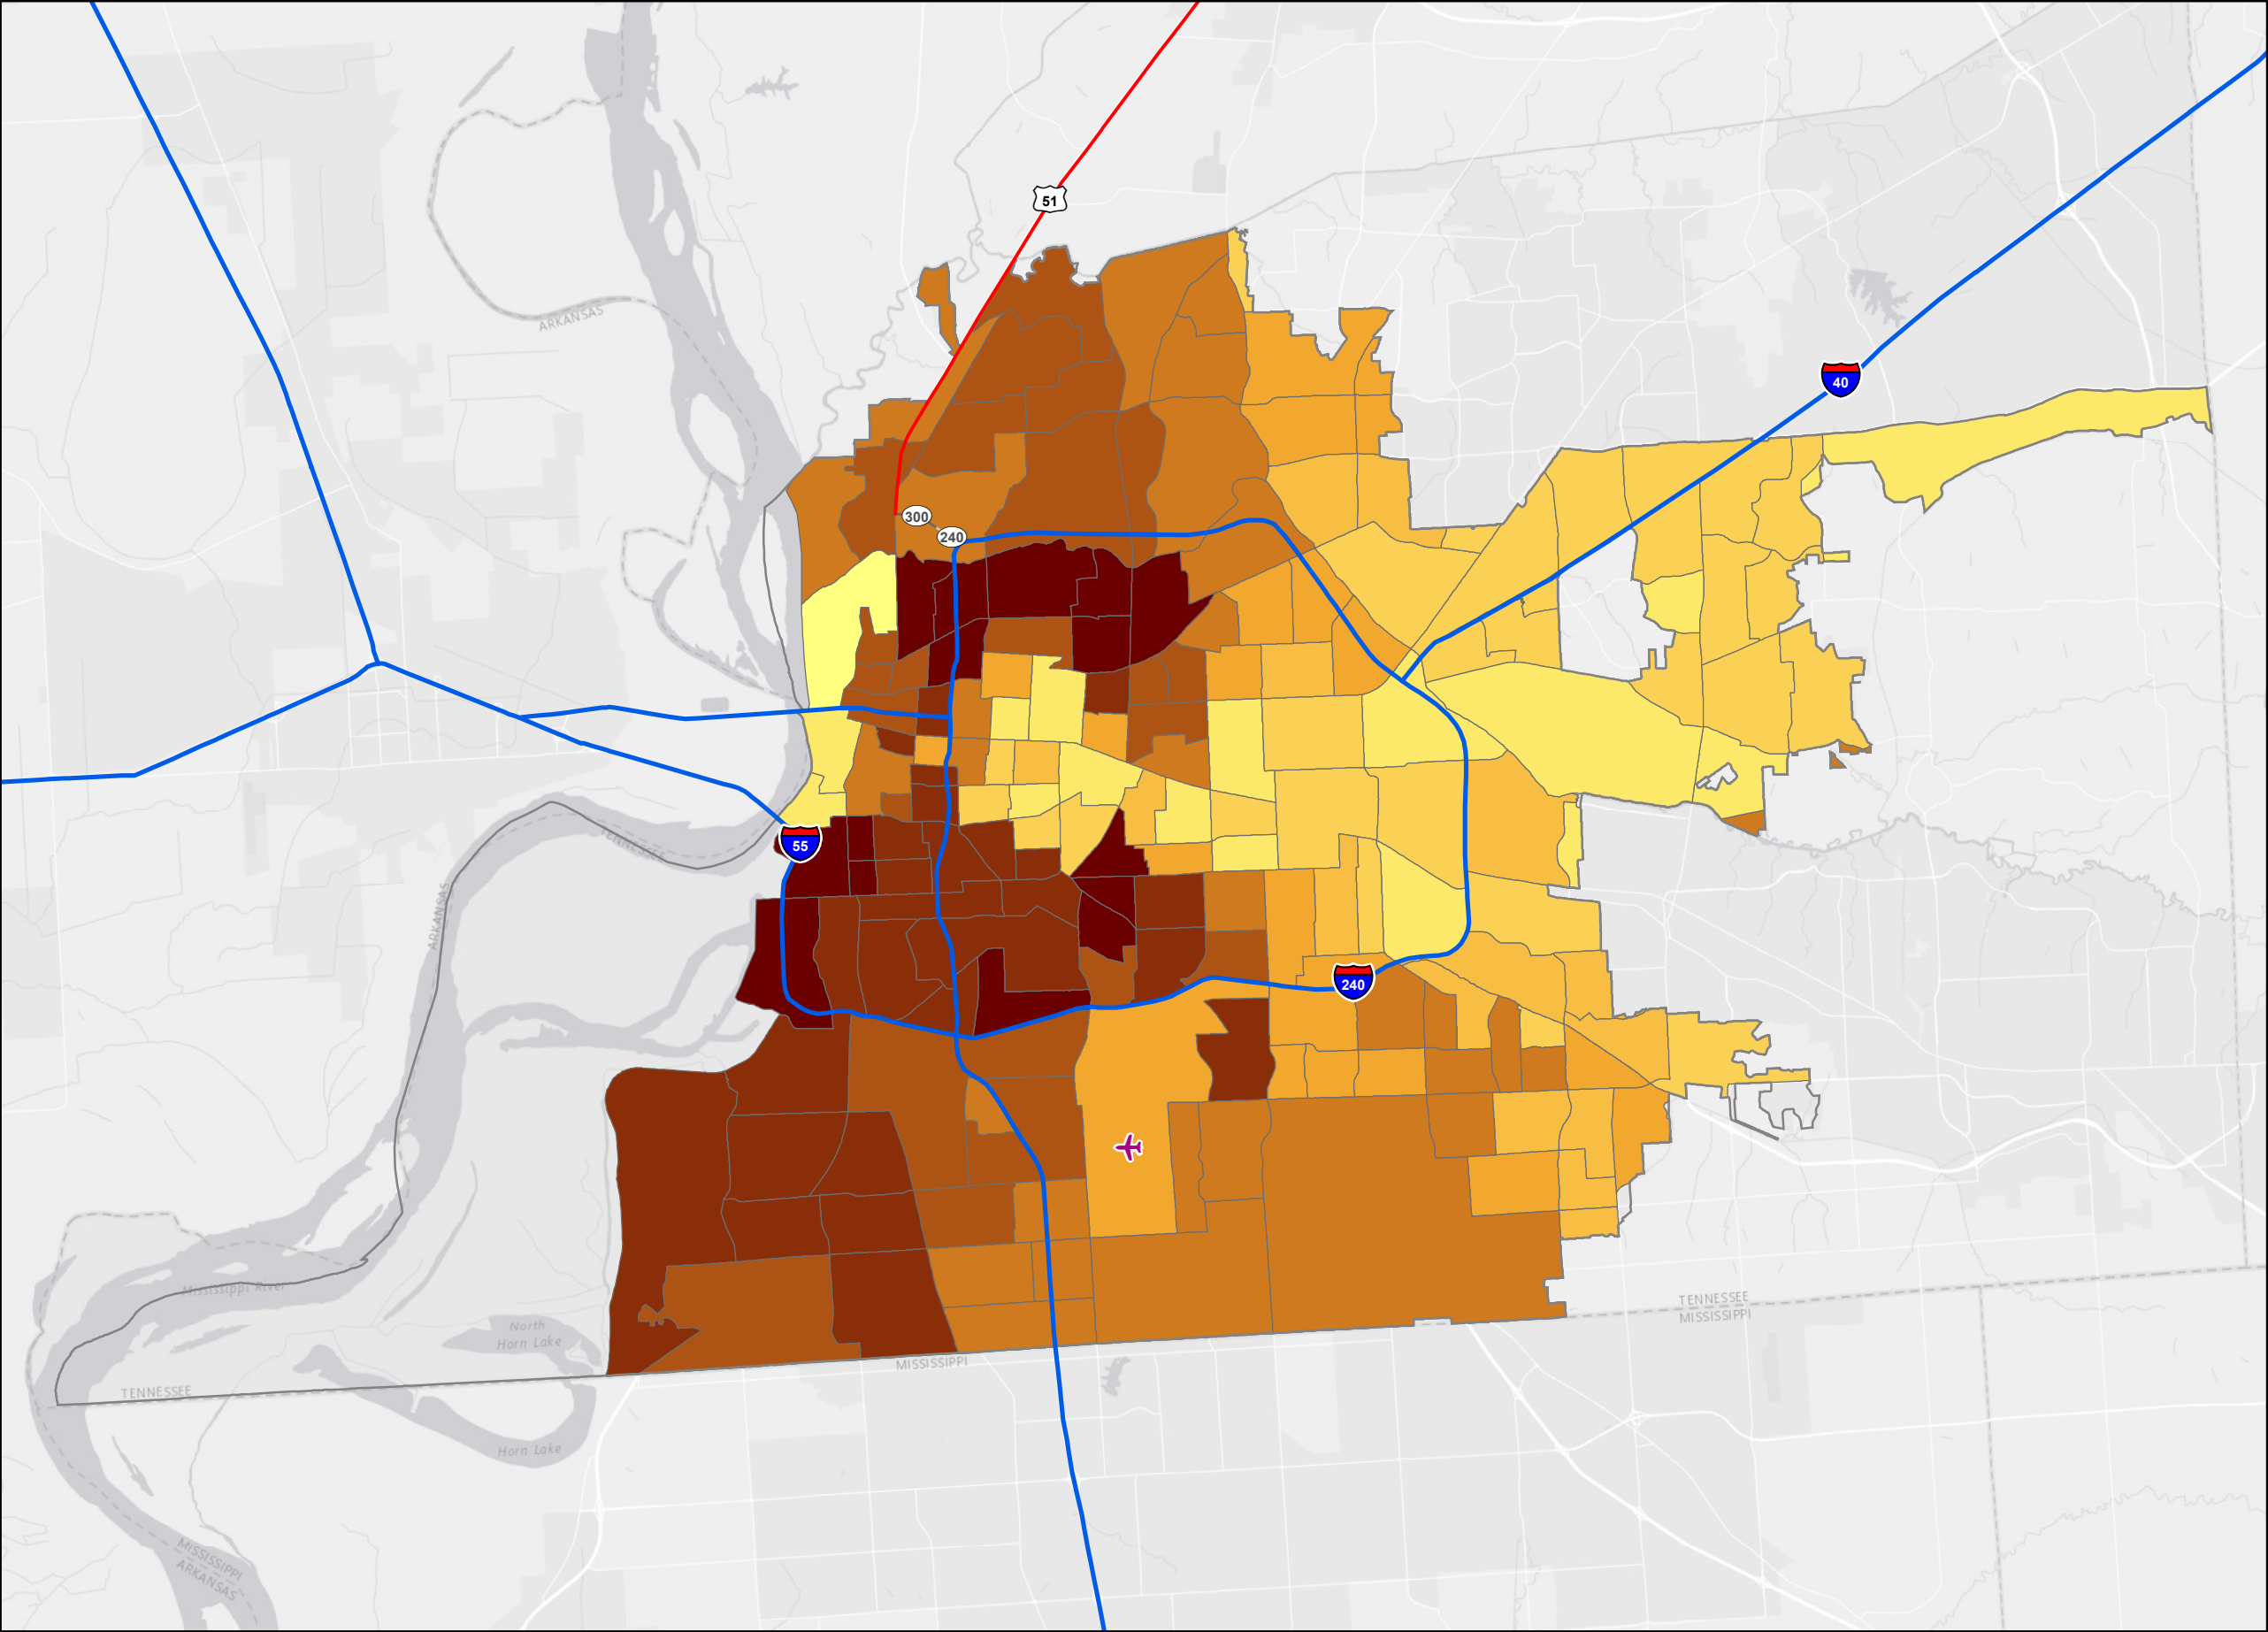 51
ARKANSAS
40
300
240
TENNESSEE
55
ARKANSAS
240
Mississippi River
TENNESSEE
MISSISSIPPI
North
Horn Lake
MISSISSIPPI
TENNESSEE
Horn Lake
MISSISSIPPI
ARKANSAS